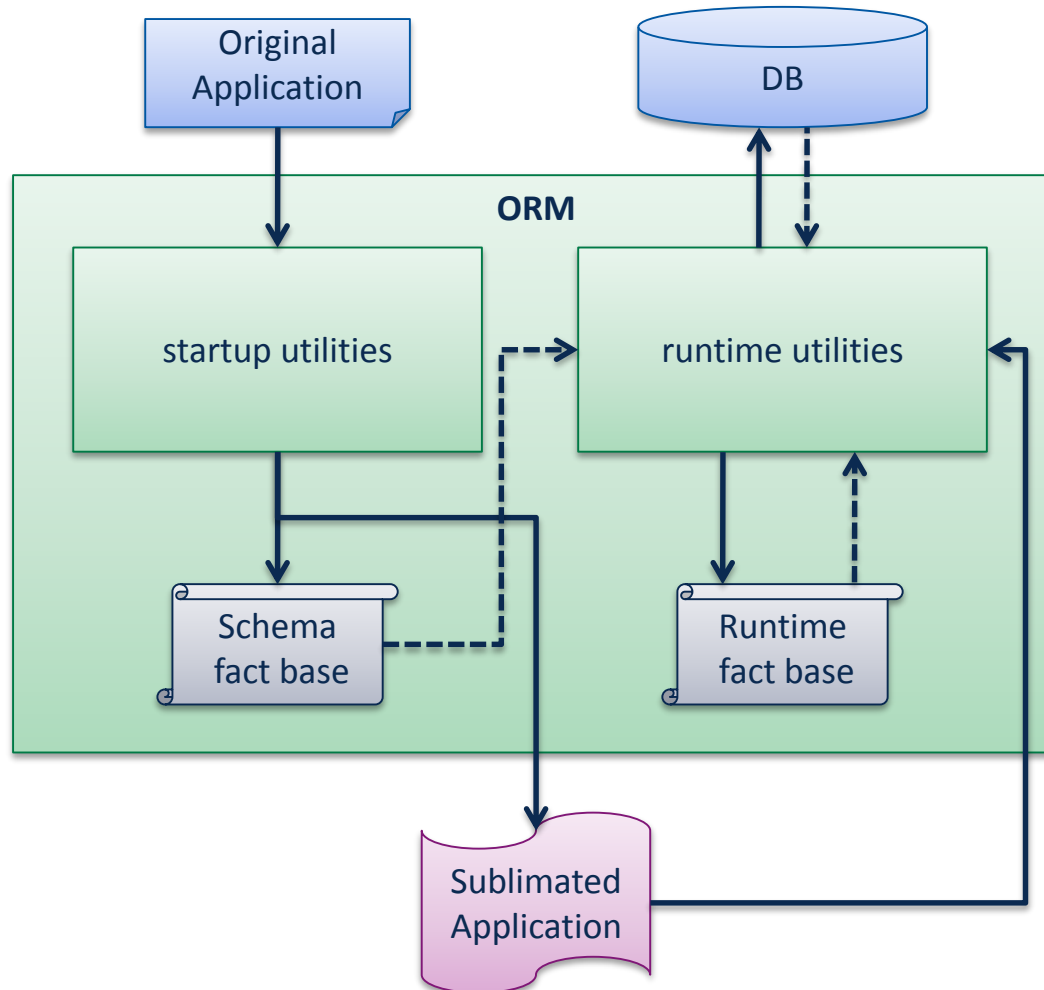 Original
Application
DB
ORM
startup utilities
runtime utilities
Schema
fact base
Runtime
fact base
Sublimated
Application